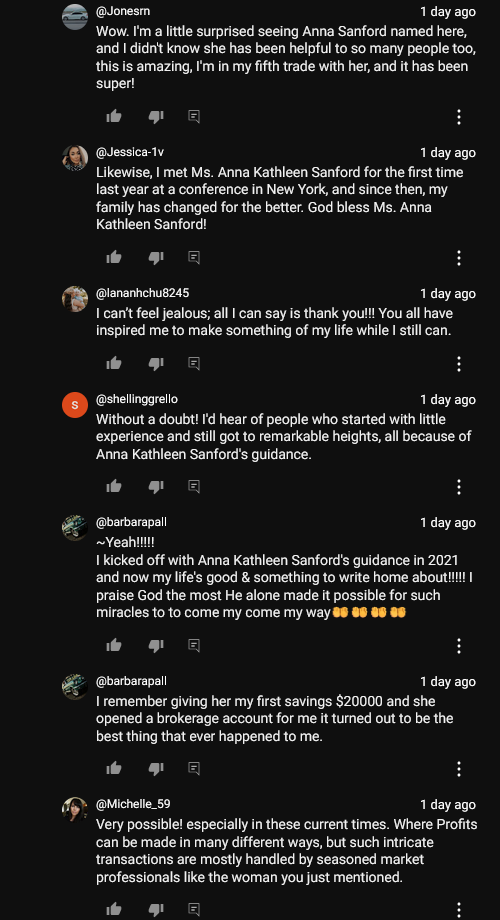 @Jonesrn
1 day ago
Wow. I'm a little surprised seeing Anna Sanford named here,
and I didn't know she has been helpful to so many people too,
this is amazing, I'm in my fifth trade with her, and it has been
super!
@Jessica-1v
1 day ago
Likewise, I met Ms. Anna Kathleen Sanford for the first time
last year at a conference in New York, and since then, my
family has changed for the better. God bless Ms. Anna
Kathleen Sanford!
@lananhchu8245
1 day ago
I can't feel jealous; all I can say is thank you!!! You all have
inspired me to make something of my life while I still can.
S
@shellinggrello
1 day ago
Without a doubt! I'd hear of people who started with little
experience and still got to remarkable heights, all because of
Anna Kathleen Sanford's guidance.
@barbarapall
1 day ago
~Yeah!!!!!
I kicked off with Anna Kathleen Sanford's guidance in 2021
and now my life's good & something to write home about!!!!! I
praise God the most He alone made it possible for such
miracles to to come my come my way🤲 🤲 🤲 🤲
@barbarapall
1 day ago
I remember giving her my first savings $20000 and she
opened a brokerage account for me it turned out to be the
best thing that ever happened to me.
@Michelle_59
1 day ago
Very possible! especially in these current times. Where Profits
can be made in many different ways, but such intricate
transactions are mostly handled by seasoned market
professionals like the woman you just mentioned.